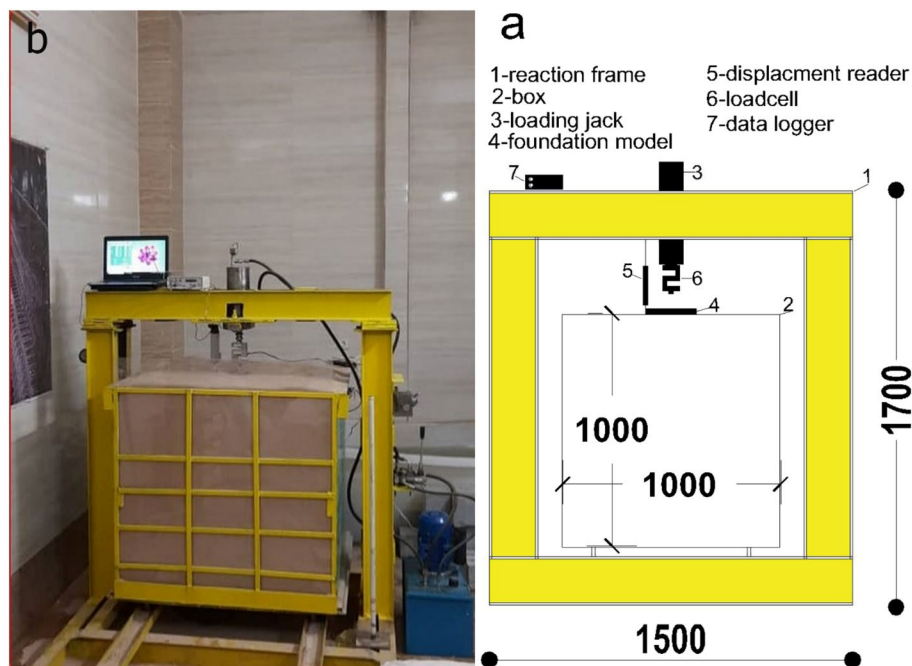 b
a
1-reaction frame
2-box
3-loading jack
4-foundation model
5-displacment reader
6-loadcell
7-data logger
7
3
1
5
6
4
2
1000
1000
1700
1500